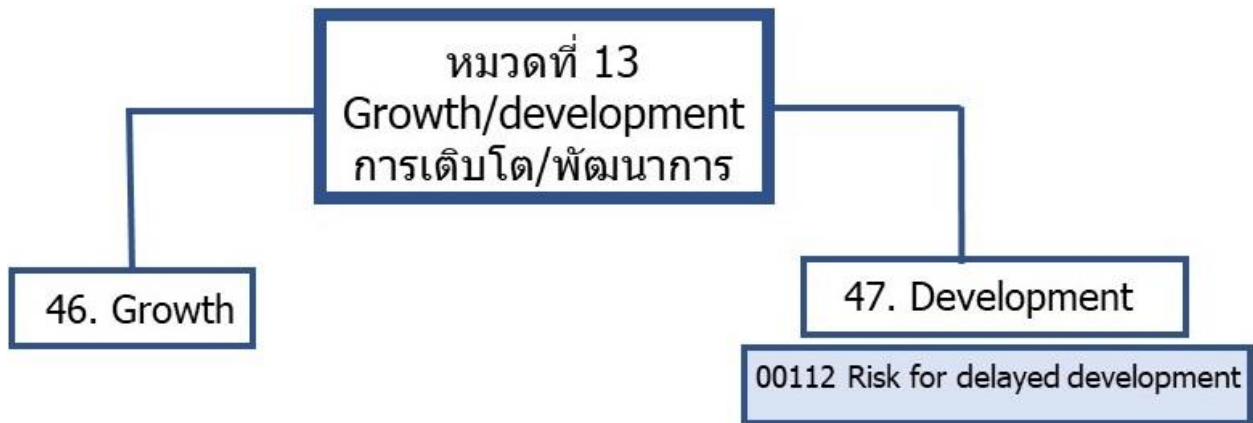 หมวดที่ 13
Growth/development
การเติบโต/พัฒนาการ
46. Growth
47. Development
00112 Risk for delayed development